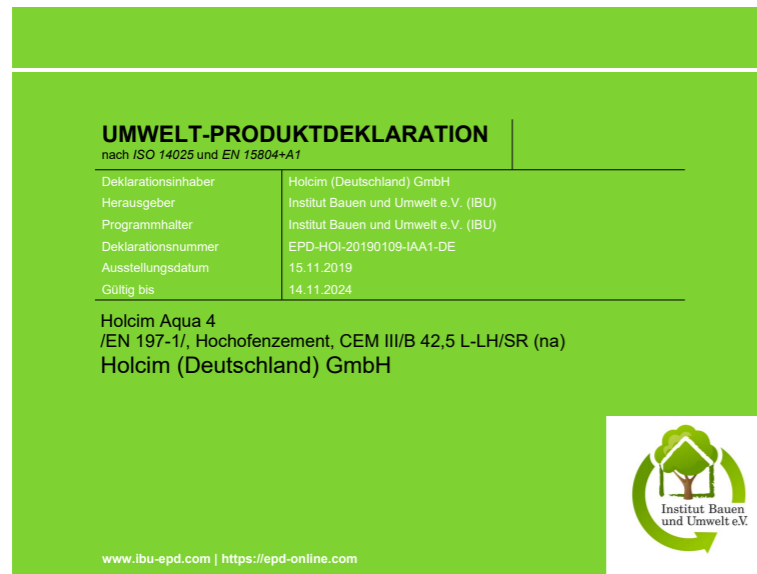 UMWELT-PRODUKTDEKLARATION
nach ISO 14025 und EN 15804+A1
Deklarationsinhaber Holcim (Deutschland) GmbH
Herausgeber Institut Bauen und Umwelt e.V. (IBU)
Programmhalter Institut Bauen und Umwelt e.V. (IBU)
Deklarationsnummer EPD-HOI-20190109-IAA1-DE
Ausstellungsdatum 15.11.2019
Gültig bis 14.11.2024
Holcim Aqua 4
/EN 197-1/, Hochofenzement, CEM III/B 42,5 L-LH/SR (na)
Holcim (Deutschland) GmbH
Institut Bauen
und Umwelt e.V.
www.ibu-epd.com | https://epd-online.com